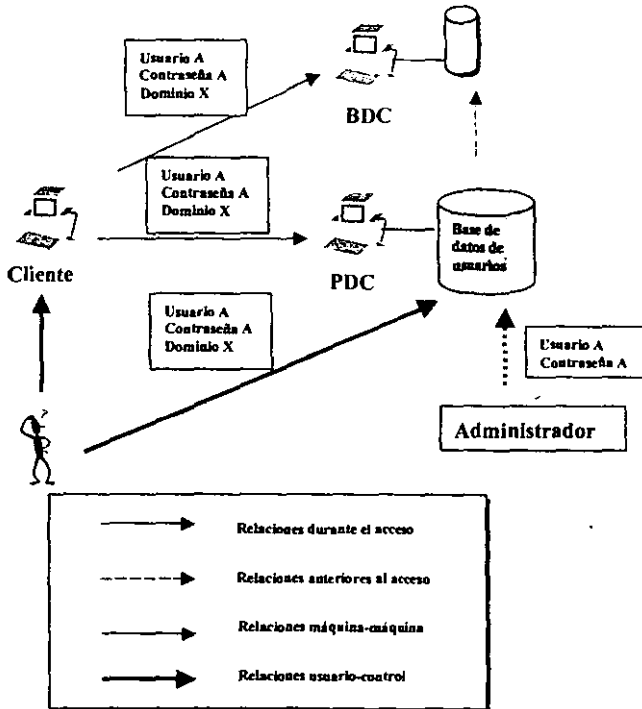 Usuario A
Contraseña A
Dominio X
BDC
Usuario A
Contraseña A
Dominio X
Cliente
PDC
Base de
datos de
usuarios
Usuario A
Contraseña A
Dominio X
Usuario A
Contraseña A
Administrador
Relaciones durante el acceso
Relaciones anteriores al acceso
Relaciones máquina-máquina
Relaciones usuario-control